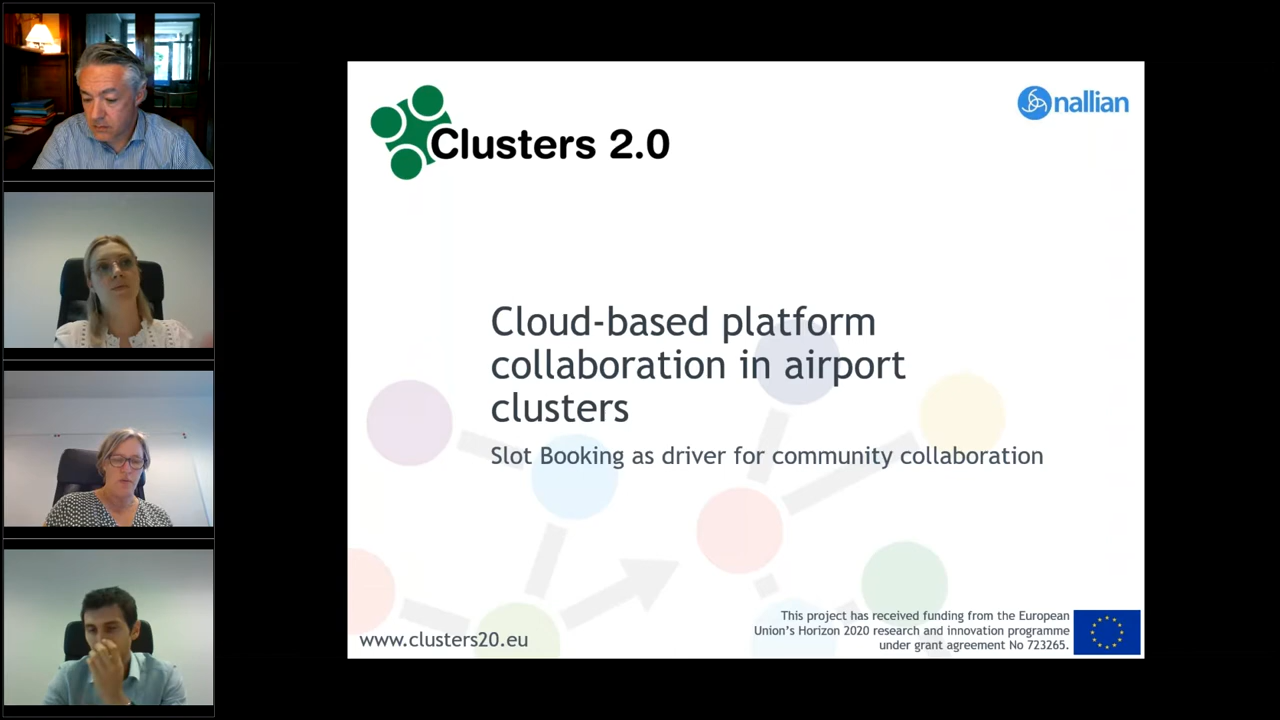 Clusters 2.0
nallian
Cloud-based platform
collaboration in airport
clusters
Slot Booking as driver for community collaboration
www.clusters20.eu
This project has received funding from the European
Union's Horizon 2020 research and innovation programme
under grant agreement No 723265.